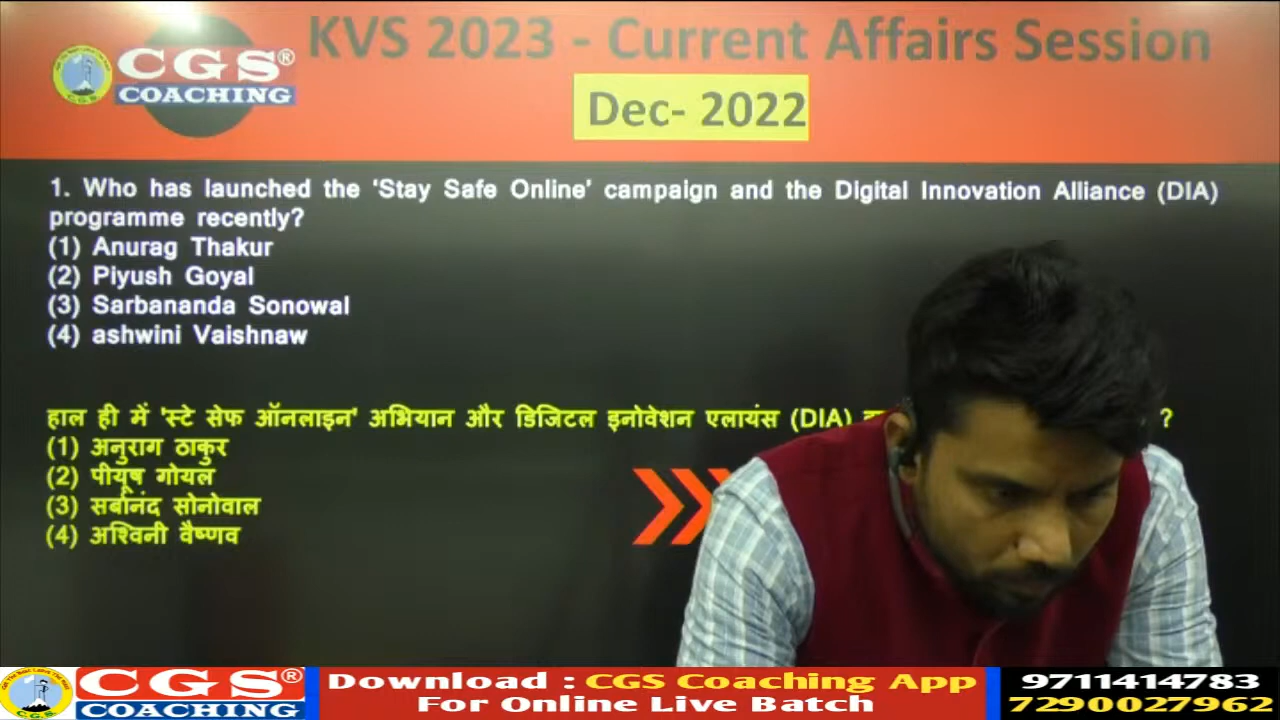 CGS®
COACHING
C.G.S.
KVS 2023 - Current Affairs Session
Dec- 2022
1. Who has launched the 'Stay Safe Online' campaign and the Digital Innovation Alliance (DIA)
programme recently?
(1) Anurag Thakur
(2) Piyush Goyal
(3) Sarbananda Sonowal
(4) ashwini Vaishnaw
हाल ही में 'स्टे सेफ ऑनलाइन' अभियान और डिजिटल इनोवेशन एलायंस (DIA) ?
(1) अनुराग ठाकुर
(2) पीयूष गोयल
(3) सर्बानंद सोनोवाल
(4) अश्विनी वैष्णव
CGS®
COACHING
C.G.S.
Download : CGS Coaching App
For Online Live Batch
9711414783
7290027962